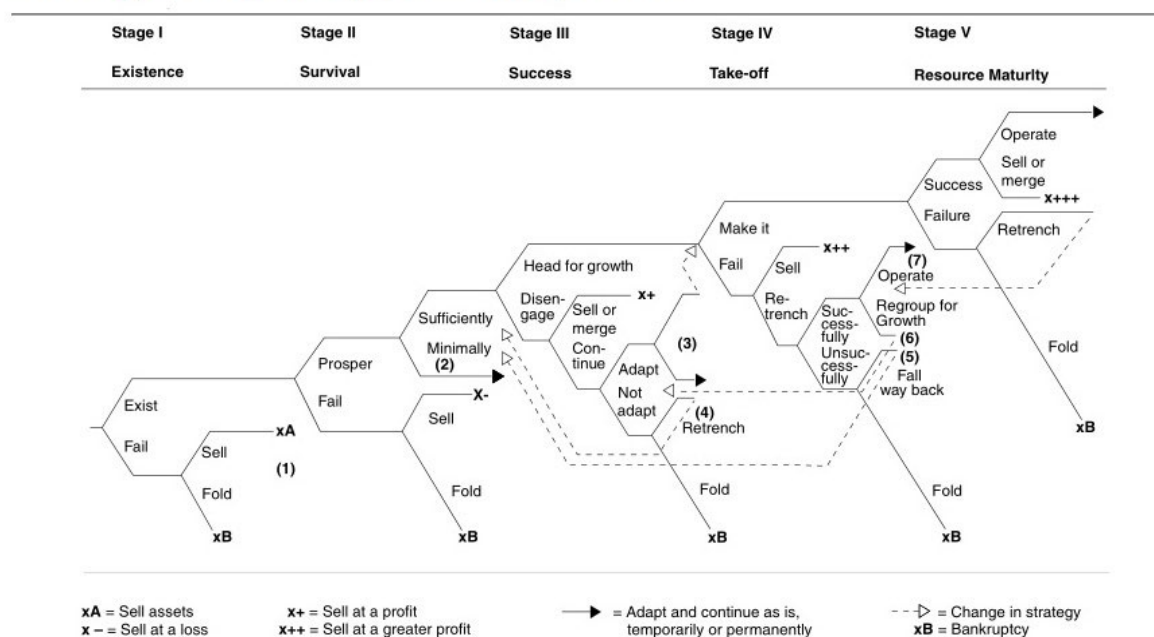 Stage I
Stage II
Stage III
Stage IV
Stage V
Existence
Survival
Success
Take-off
Resource Maturity
Exist
Fail
Sell
xA
(1)
Fold
xB
Prosper
Fail
Sufficiently
Minimally
(2)
X-
Sell
Fold
xB
Head for growth
Disen-
gage
x+
Sell or
merge
Con-
tinue
(3)
Adapt
Not
adapt
(4)
Retrench
Fold
xB
Make it
Fail
x++
Sell
Re-
trench
Suc-
cess-
fully
Unsuc-
cess-
fully
(7)
Operate
Regroup for
Growth
(6)
(5)
Fall
way back
Fold
xB
Success
Failure
Operate
Sell or
merge
x+++
Retrench
Fold
xB
xA = Sell assets
x – = Sell at a loss
x+ = Sell at a profit
x++ = Sell at a greater profit
= Adapt and continue as is,
temporarily or permanently
= Change in strategy
xB = Bankruptcy